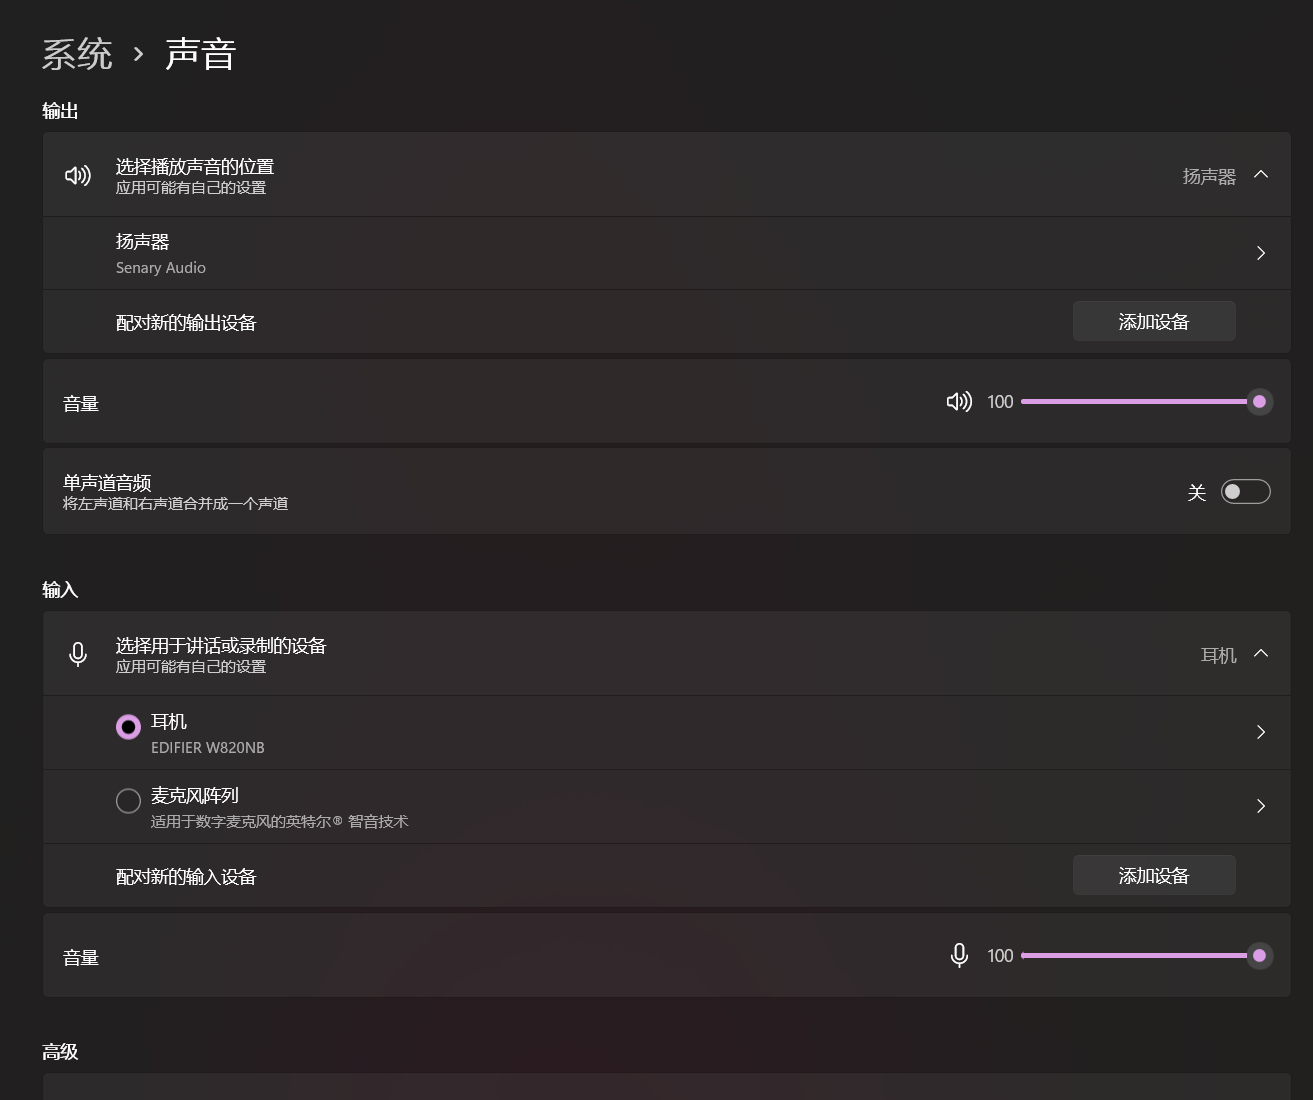 系统 › 声音
输出
选择播放声音的位置
应用可能有自己的设置
扬声器
扬声器
Senary Audio
配对新的输出设备
添加设备
音量
100
单声道音频
将左声道和右声道合并成一个声道
关
输入
选择用于讲话或录制的设备
应用可能有自己的设置
耳机
耳机
EDIFIER W820NB
麦克风阵列
适用于数字麦克风的英特尔® 智音技术
配对新的输入设备
添加设备
音量
100
高级